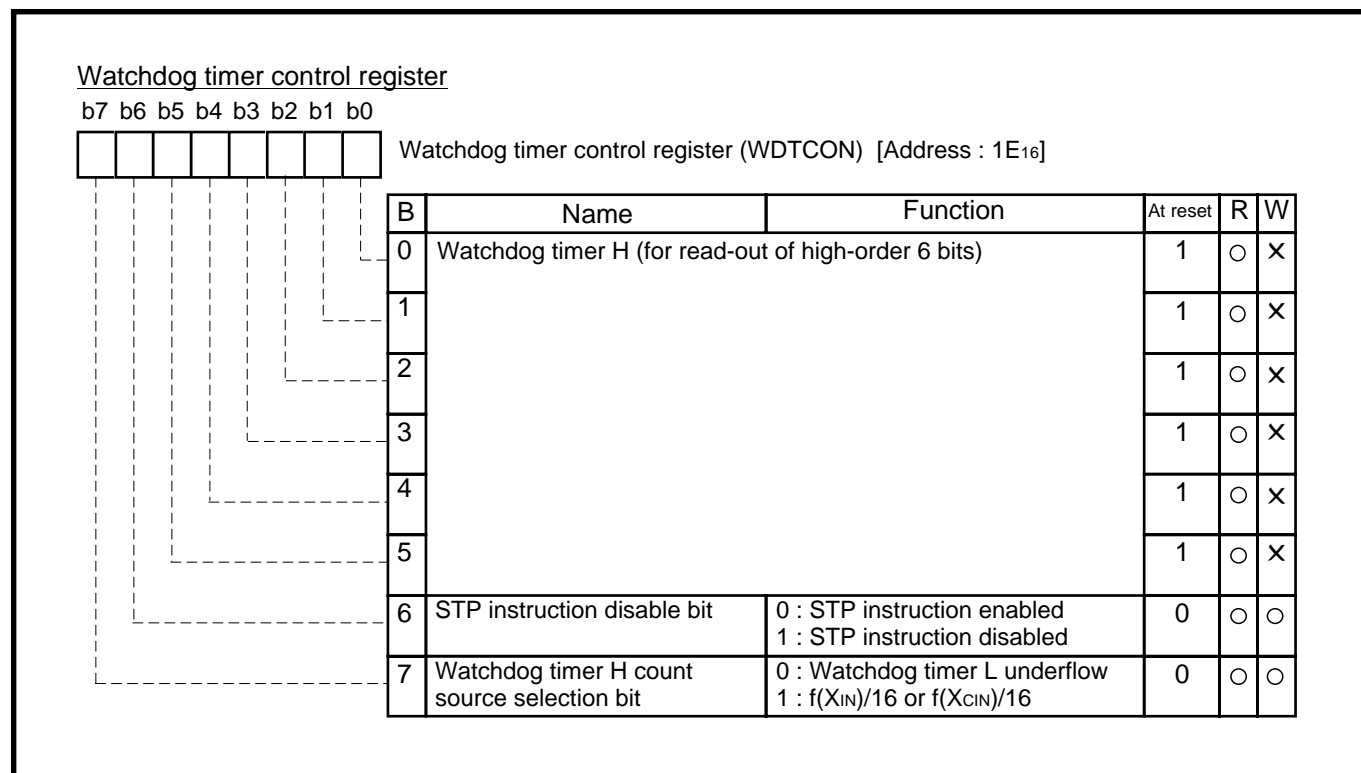 Watchdog timer control register
b7 b6 b5 b4 b3 b2 b1 b0
Watchdog timer control register (WDTCON) [Address : 1E16]
B Name Function At reset R W
0 Watchdog timer H (for read-out of high-order 6 bits) 1 ○ ×
1 1 ○ ×
2 1 ○ ×
3 1 ○ ×
4 1 ○ ×
5 1 ○ ×
6 STP instruction disable bit 0 : STP instruction enabled 0 ○ ○
1 : STP instruction disabled
7 Watchdog timer H count 0 : Watchdog timer L underflow 0 ○ ○
source selection bit 1 : f(XIN)/16 or f(XCIN)/16